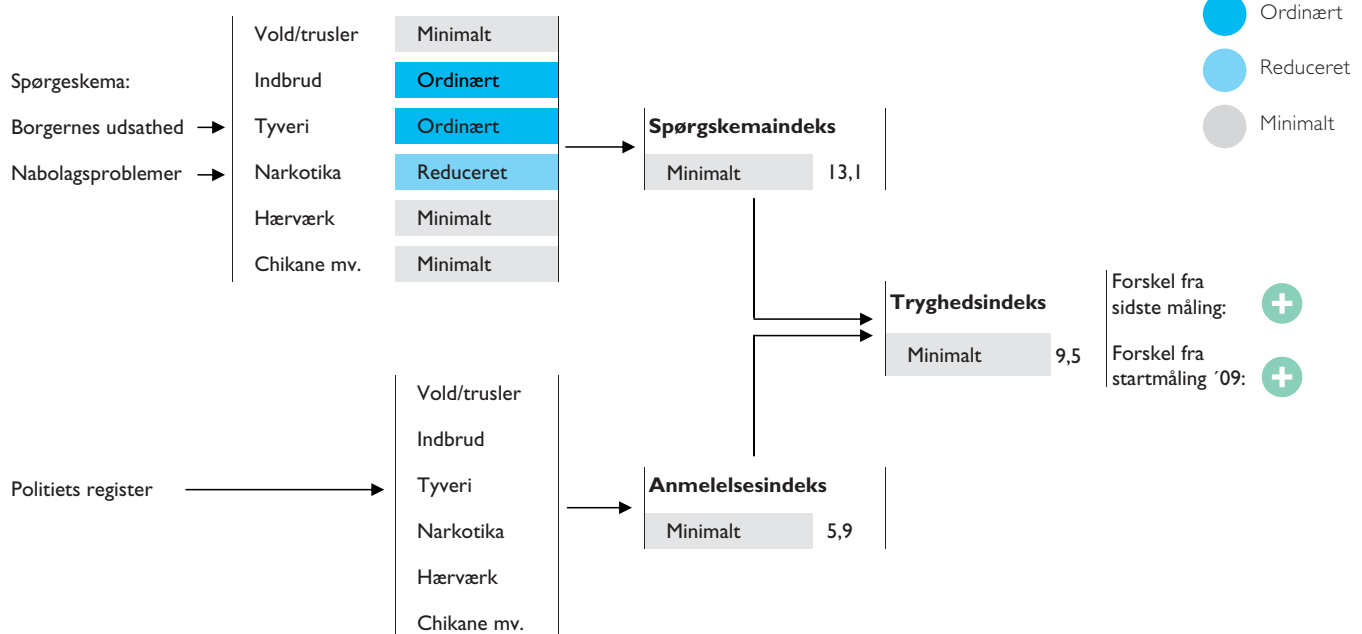 Ordinært
Reduceret
Minimalt
Spørgeskema:
Borgernes udsathed
Nabolagsproblemer
Vold/trusler Minimalt
Indbrud Ordinært
Tyveri Ordinært
Narkotika Reduceret
Hærværk Minimalt
Chikane mv. Minimalt
Spørgskemaindeks
Minimalt 13,1
Tryghedsindeks
Minimalt 9,5
Forskel fra
sidste måling:
Forskel fra
startmåling ´09:
Politiets register
Vold/trusler
Indbrud
Tyveri
Narkotika
Hærværk
Chikane mv.
Anmelelsesindeks
Minimalt 5,9